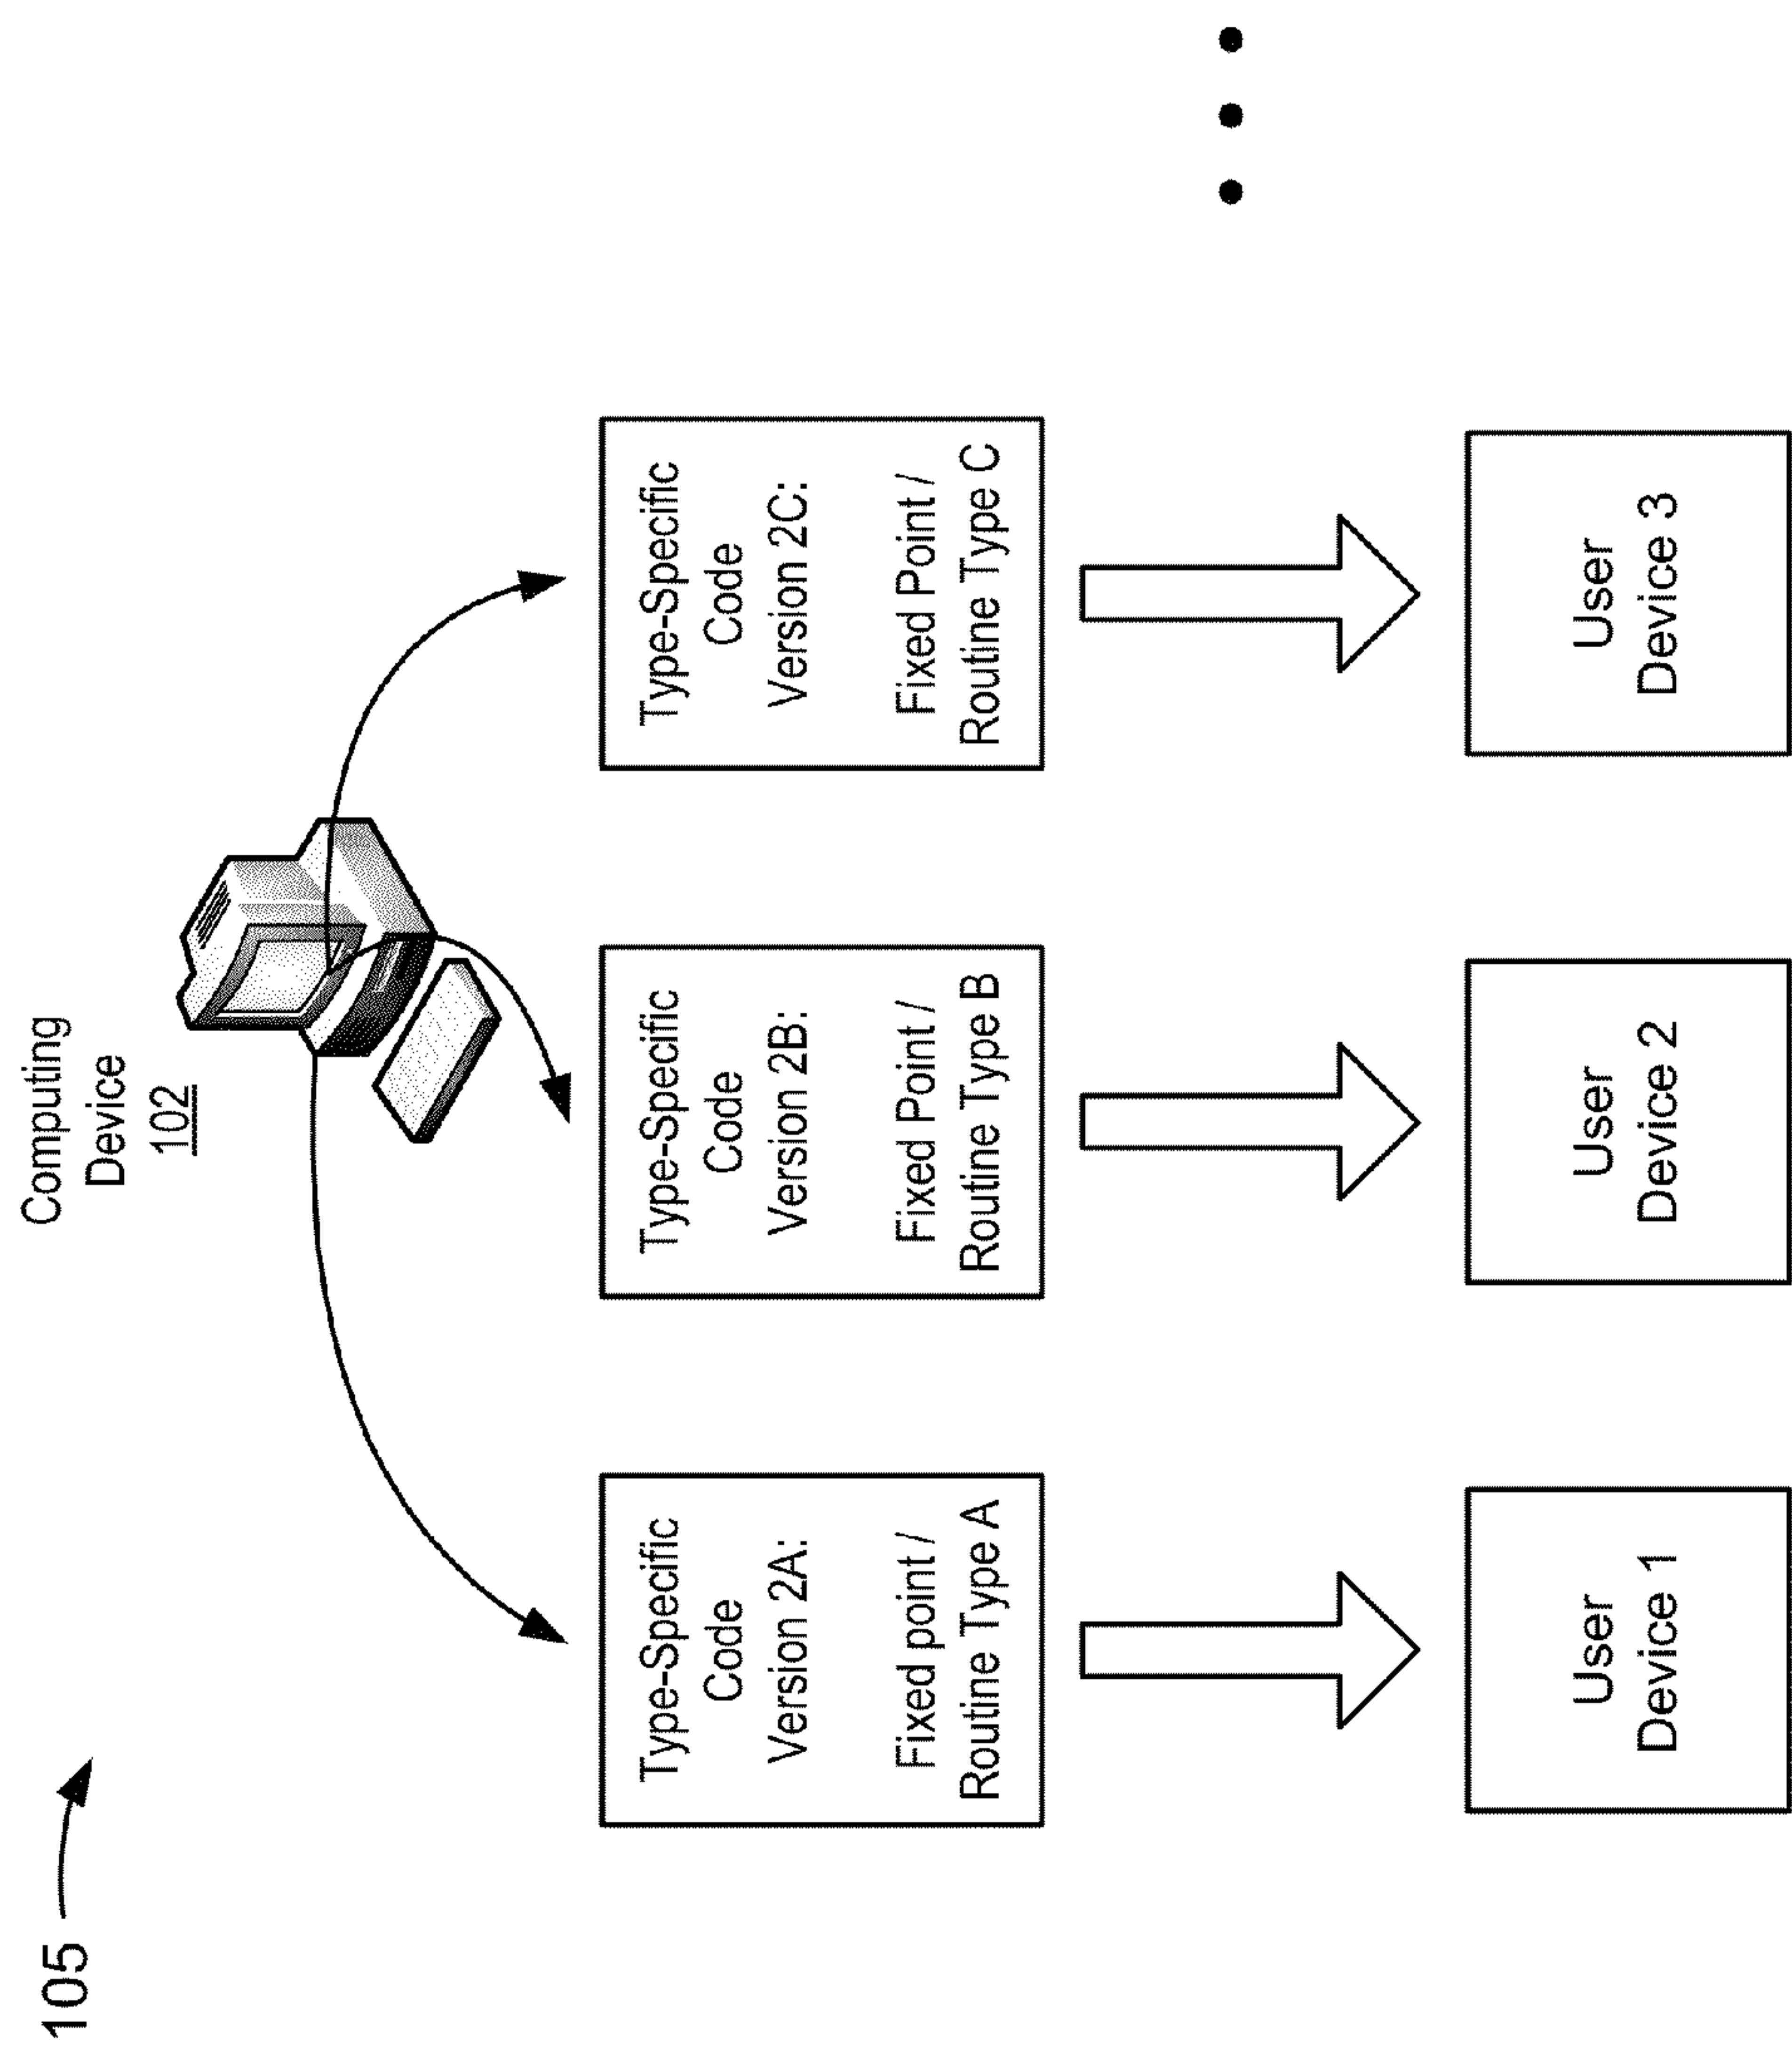 105
Computing
Device
102
Type-Specific
Code
Version 2A:
Fixed point /
Routine Type A
Type-Specific
Code
Version 2B:
Fixed Point /
Routine Type B
Type-Specific
Code
Version 2C:
Fixed Point /
Routine Type C
User
Device 1
User
Device 2
User
Device 3